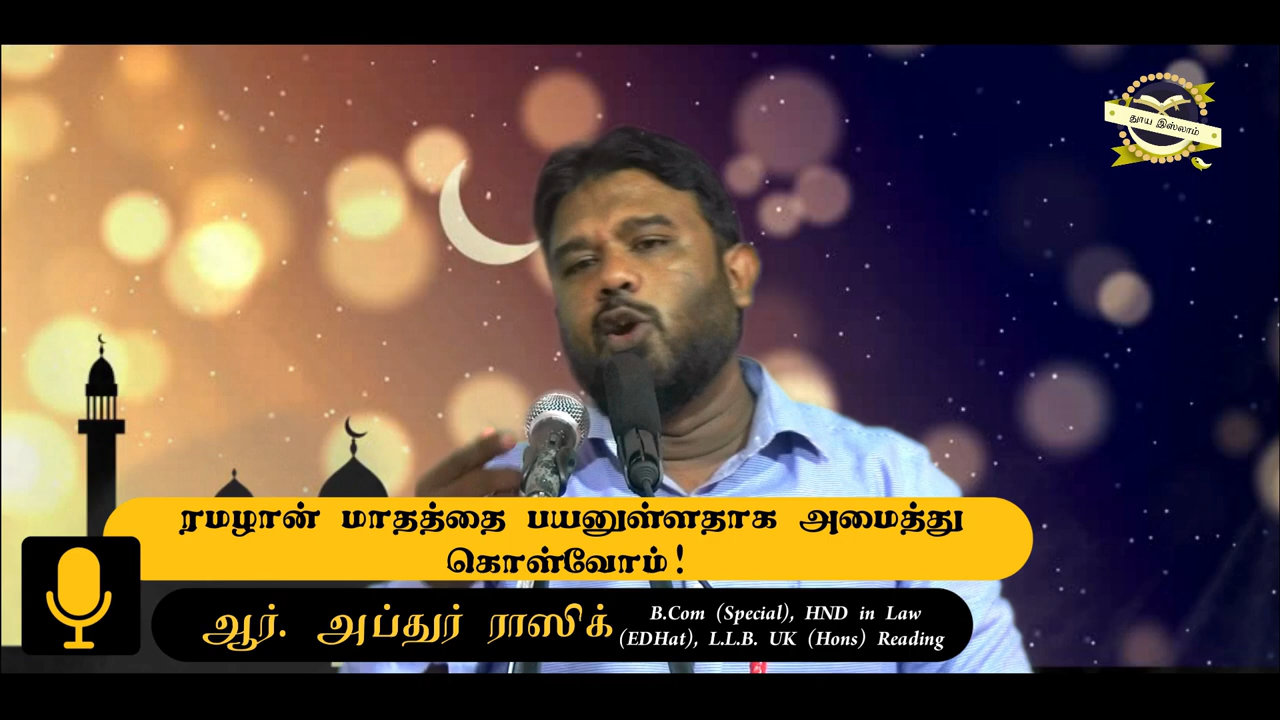 தூய இஸ்லாம்
ரமழான் மாதத்தை பயனுள்ளதாக அமைத்து
கொள்வோம்!
ஆர். அப்துர் ராஸிக்
B.Com (Special), HND in Law
(EDHat), L.L.B. UK (Hons) Reading